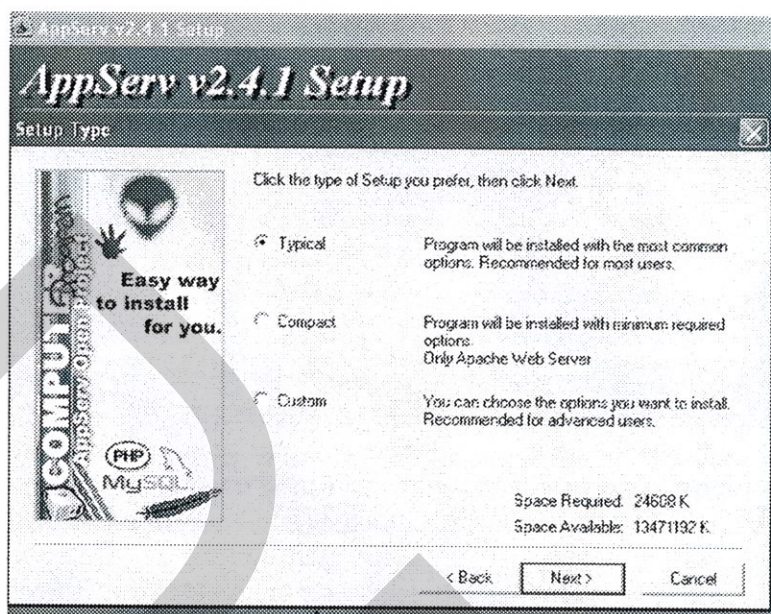 AppServ v2.4.1 Setup
AppServ v2.4.1 Setup
Setup Type
Click the type of Setup you prefer, then click Next.
Typical
Program will be installed with the most common
options. Recommended for most users.
Compact
Program will be installed with minimum required
options.
Only Apache Web Server
Custom
You can choose the options you want to install.
Recommended for advanced users.
Easy way
to install
for you.
AppServ Open Project
PHP
MySQL
Space Required: 24608 K
Space Available: 13471192 K
< Back
Next >
Cancel